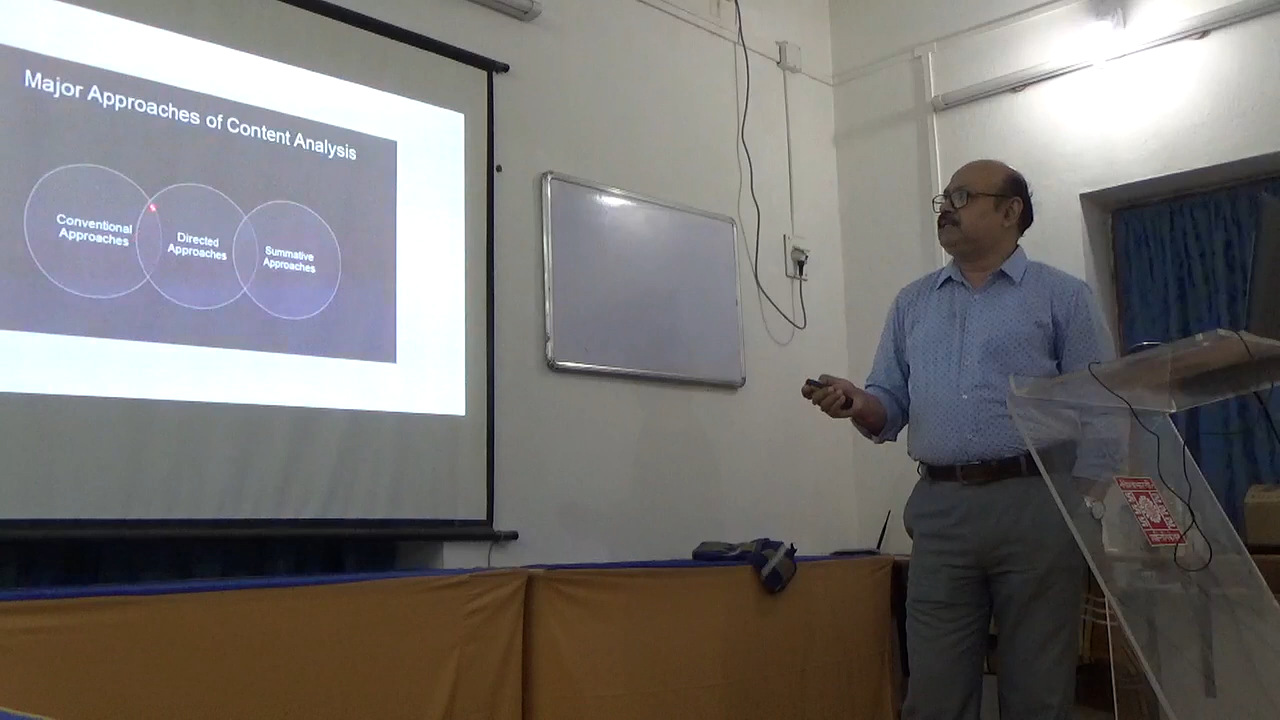 Major Approaches of Content Analysis
Conventional
Approaches
Directed
Approaches
Summative
Approaches